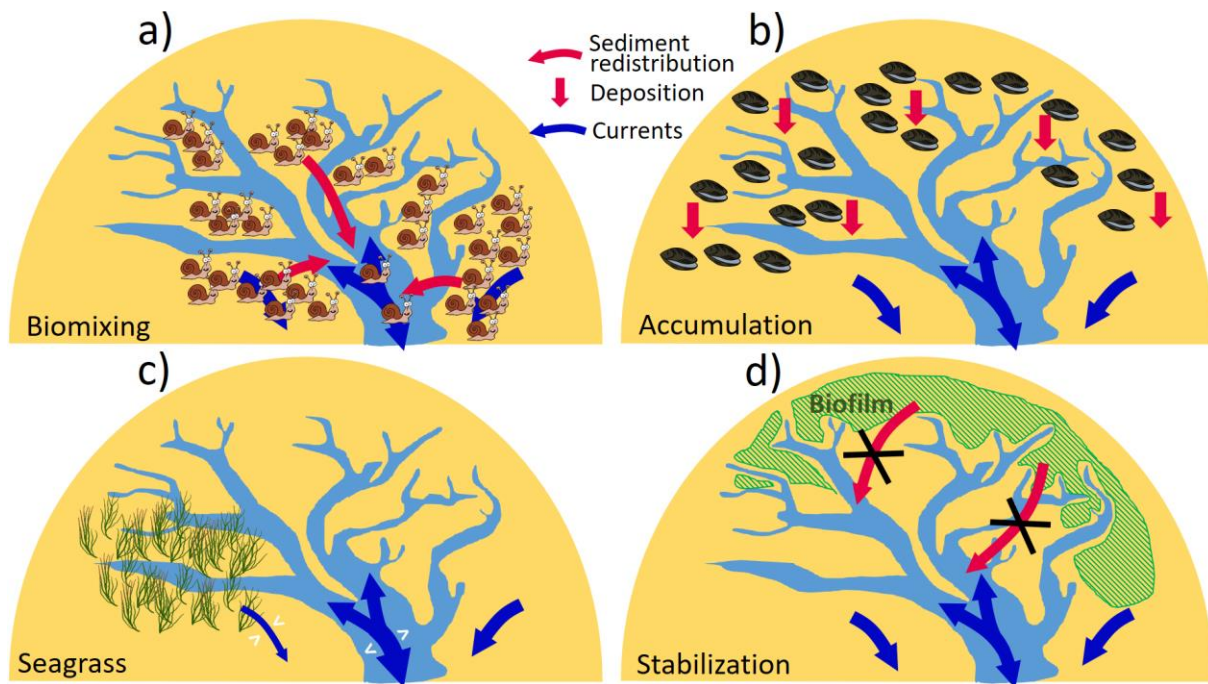 a)
Sediment
redistribution
Deposition
Currents
Biomixing
b)
Accumulation
c)
Seagrass
d)
Biofilm
Stabilization